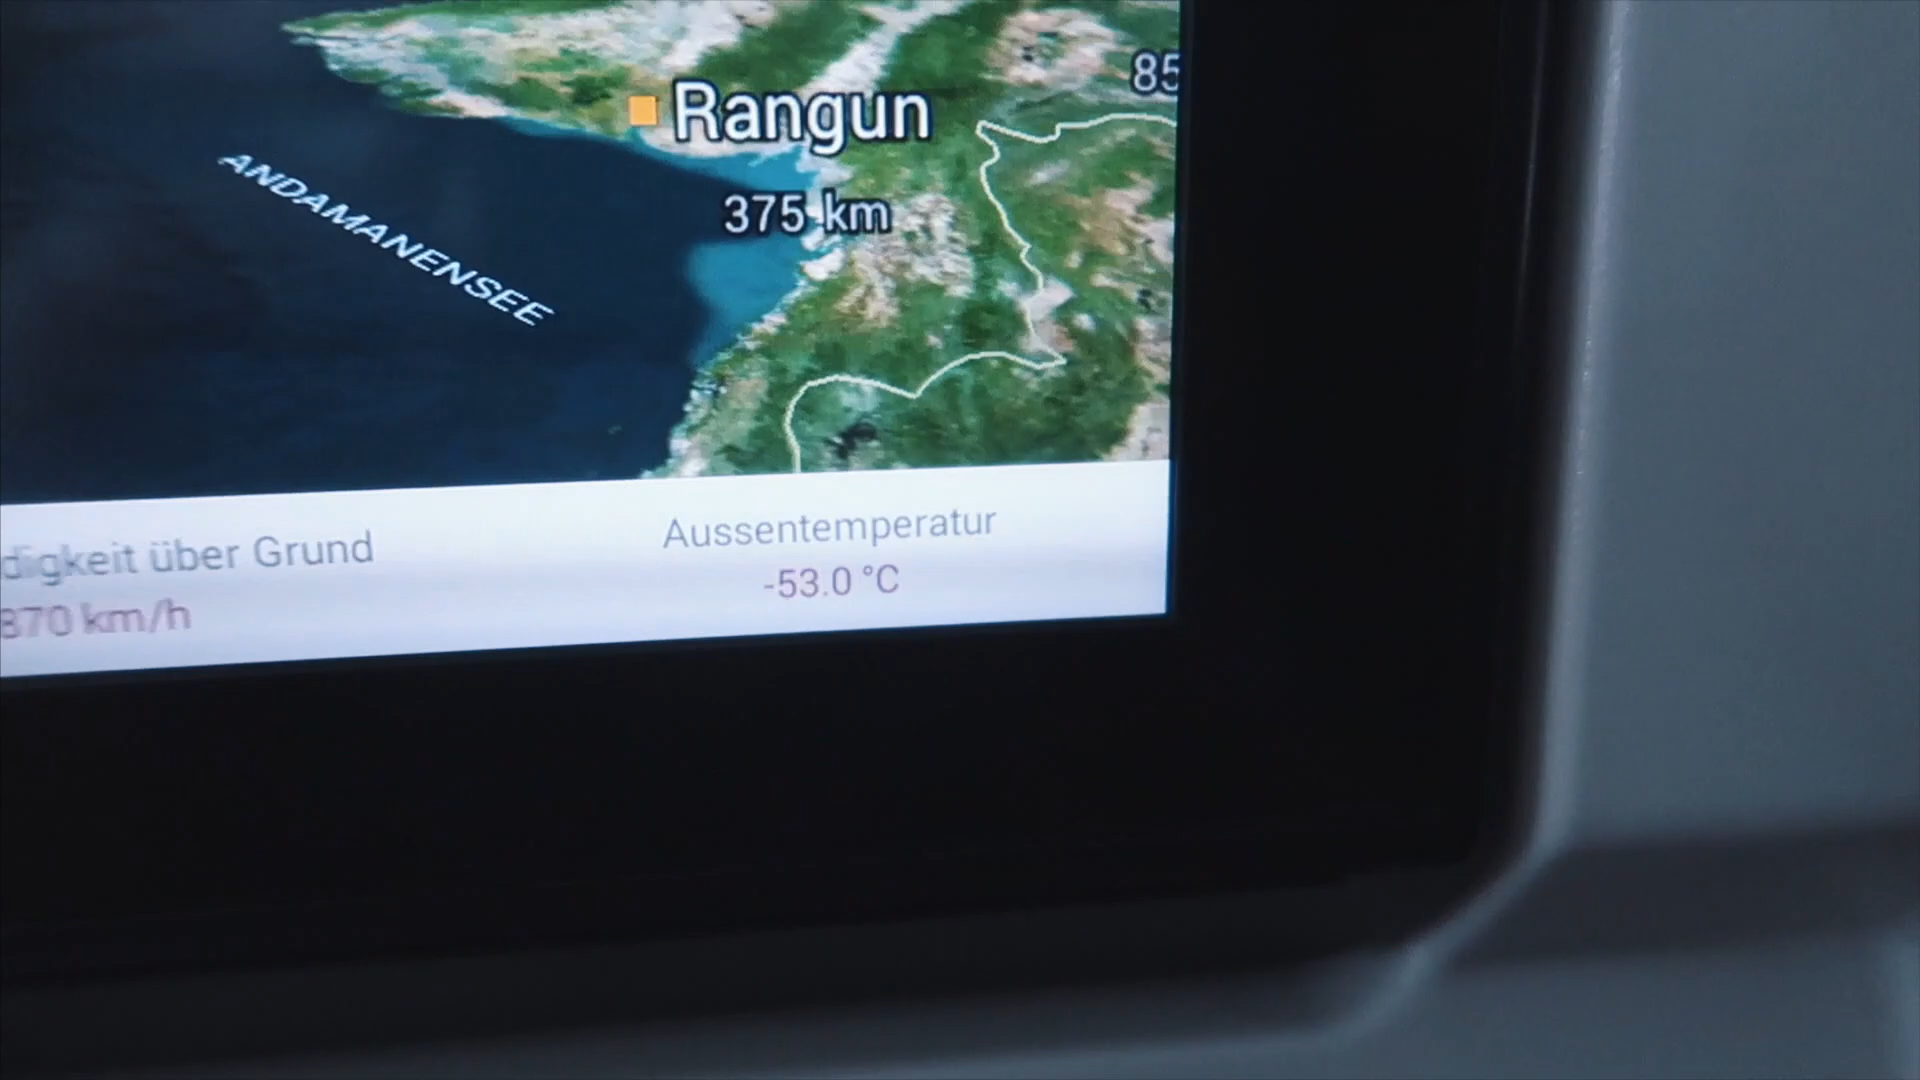 85
Rangun
375 km
ANDAMANENSEE
digkeit über Grund
870 km/h
Aussentemperatur
-53.0 °C